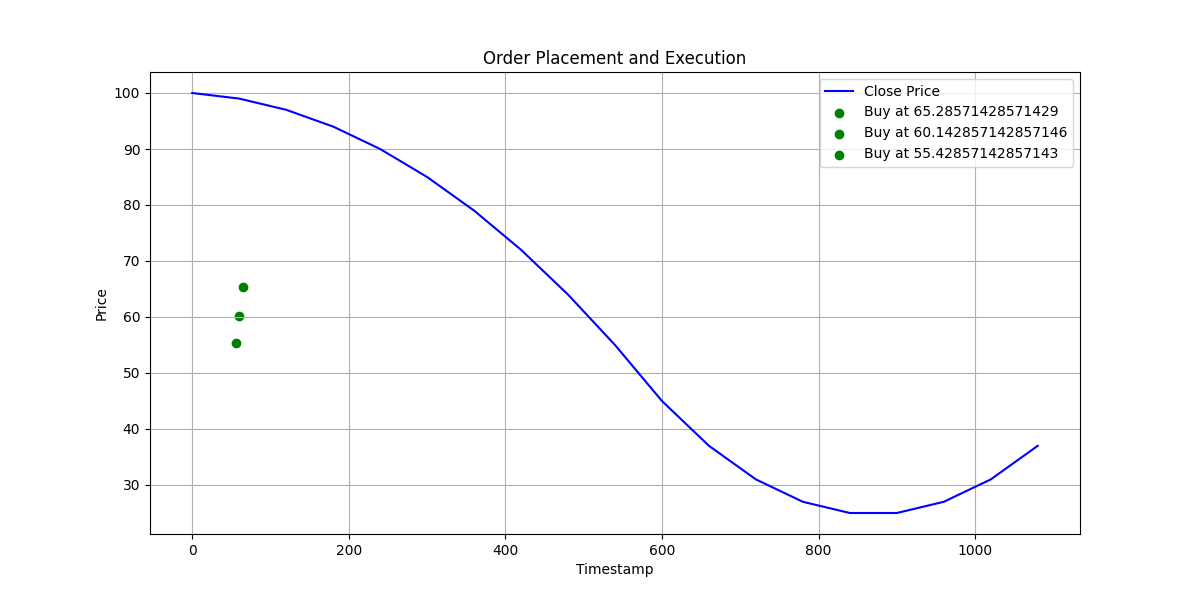 Order Placement and Execution
Close Price
Buy at 65.28571428571429
Buy at 60.142857142857146
Buy at 55.42857142857143
Price
100
90
80
70
60
50
40
30
0 200 400 600 800 1000
Timestamp